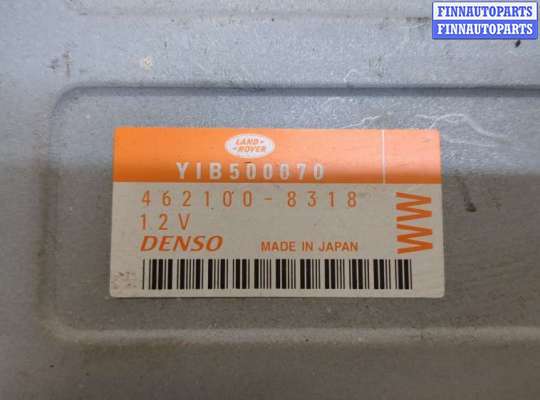 FINNAUTOPARTS
FINNAUTOPARTS
LAND
ROVER
YIB500070
462100-8318
12V
WW
DENSO
MADE IN JAPAN